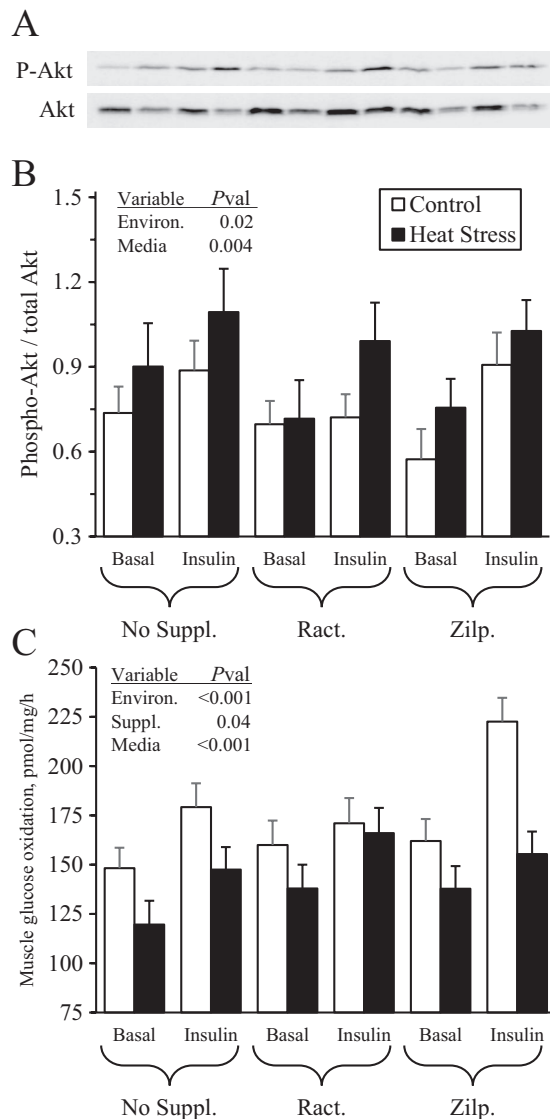 A
P-Akt
Akt
B
Phospho-Akt / total Akt
1.5
1.2
0.9
0.6
0.3
Variable Pval
Environ. 0.02
Media 0.004
Control
Heat Stress
Basal Insulin Basal Insulin Basal Insulin
No Suppl. Ract. Zilp.
C
Muscle glucose oxidation, pmol/mg/h
250
225
200
175
150
125
100
75
Variable Pval
Environ. <0.001
Suppl. 0.04
Media <0.001
Basal Insulin Basal Insulin Basal Insulin
No Suppl. Ract. Zilp.